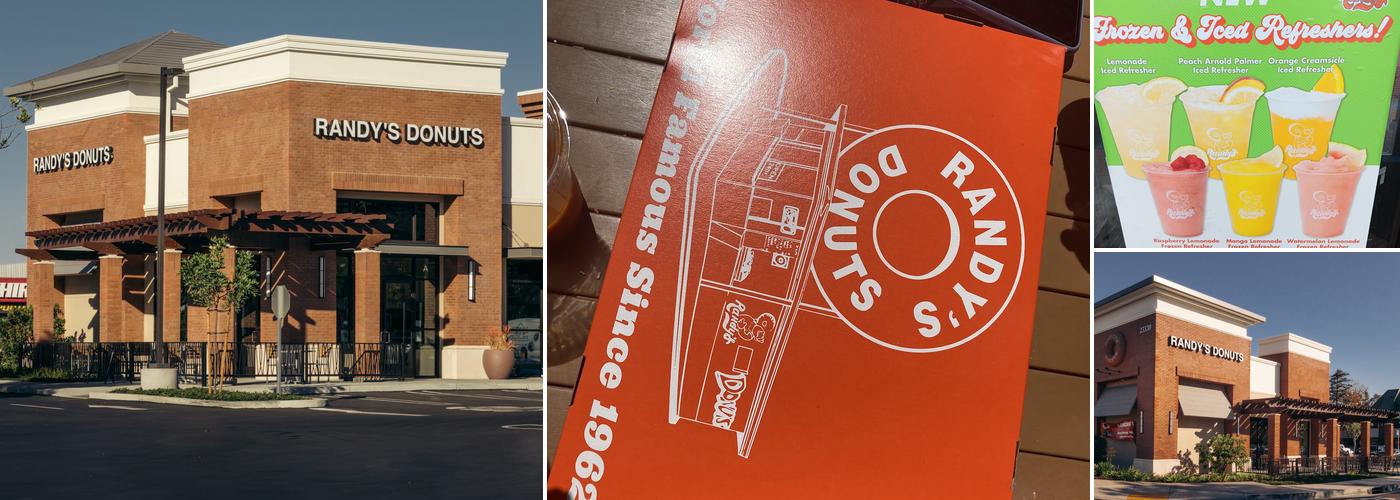 RANDY'S DONUTS
RANDY'S DONUTS
A
RANDY'S
DONUTS
Famous Since 1962
Randy's
NEW
Frozen & Iced Refreshers!
Lemonade
Iced Refresher
Peach Arnold Palmer
Iced Refresher
Orange Creamsicle
Iced Refresher
Raspberry Lemonade
Frozen Refresher
Mango Lemonade
Frozen Refresher
Watermelon Lemonade
Frozen Refresher
RANDY'S DONUTS